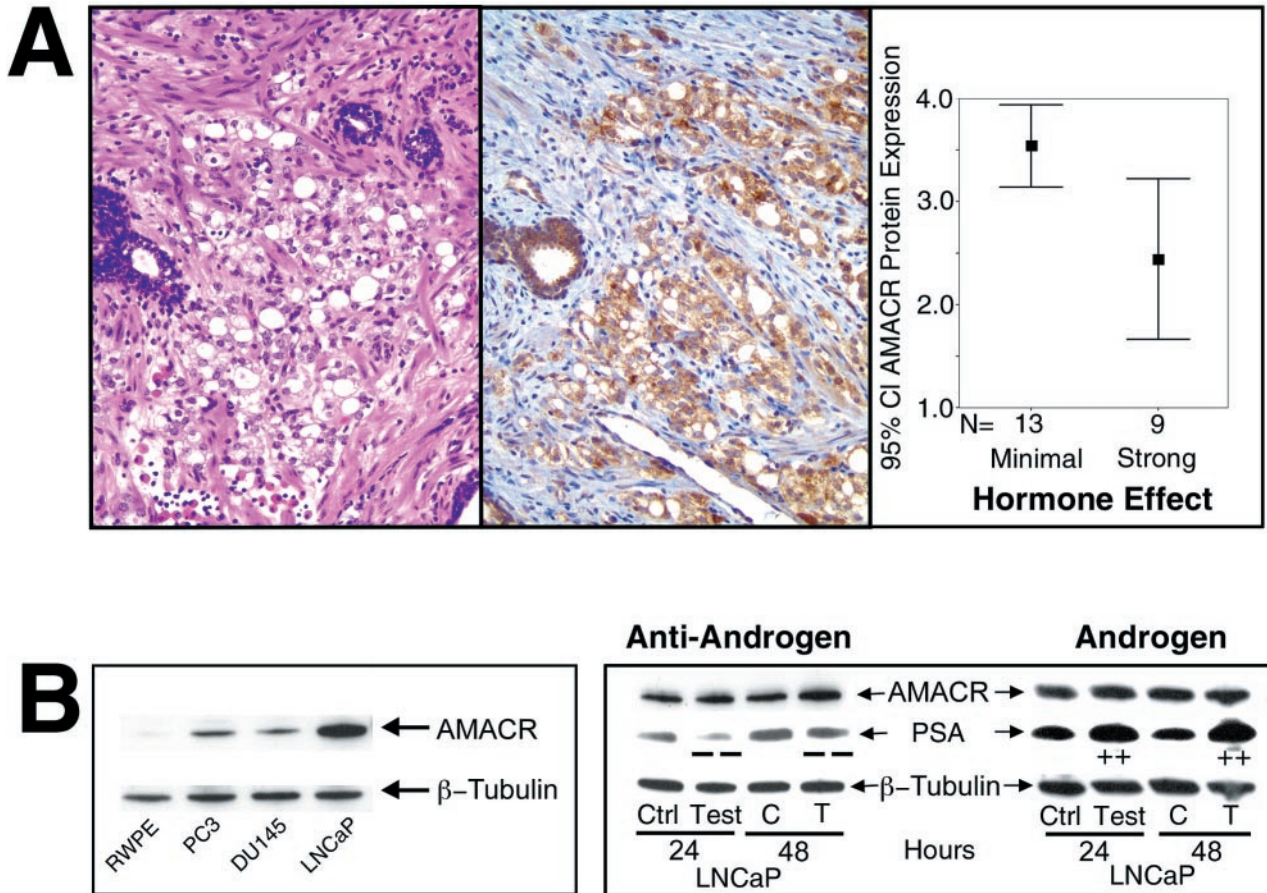 A
95% CI AMACR Protein Expression
4.0
3.0
2.0
1.0
N= 13 9
Minimal Strong
Hormone Effect
B
AMACR
β-Tubulin
RWPE PC3 DU145 LNCaP
Anti-Androgen Androgen
AMACR
PSA
++ ++
β-Tubulin
Ctrl Test C T Ctrl Test C T
24 48 Hours 24 48
LNCaP LNCaP